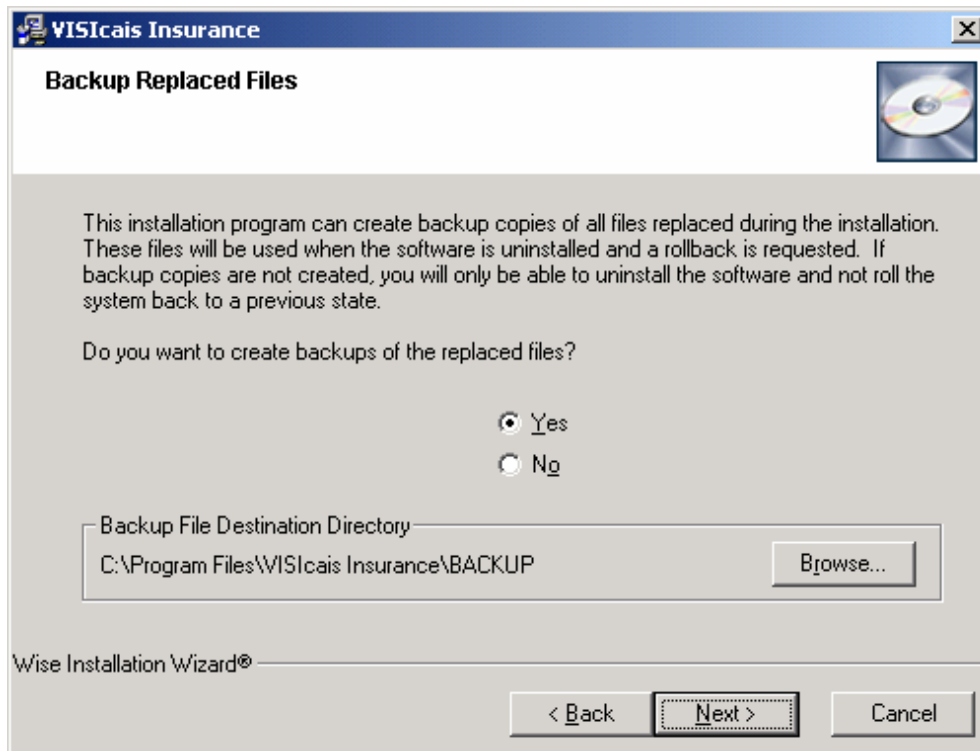 VISIcais Insurance
Backup Replaced Files
This installation program can create backup copies of all files replaced during the installation.
These files will be used when the software is uninstalled and a rollback is requested.  If
backup copies are not created, you will only be able to uninstall the software and not roll the
system back to a previous state.
Do you want to create backups of the replaced files?
Yes
No
Backup File Destination Directory
C:\Program Files\VISIcais Insurance\BACKUP
Browse...
Wise Installation Wizard®
< Back
Next >
Cancel